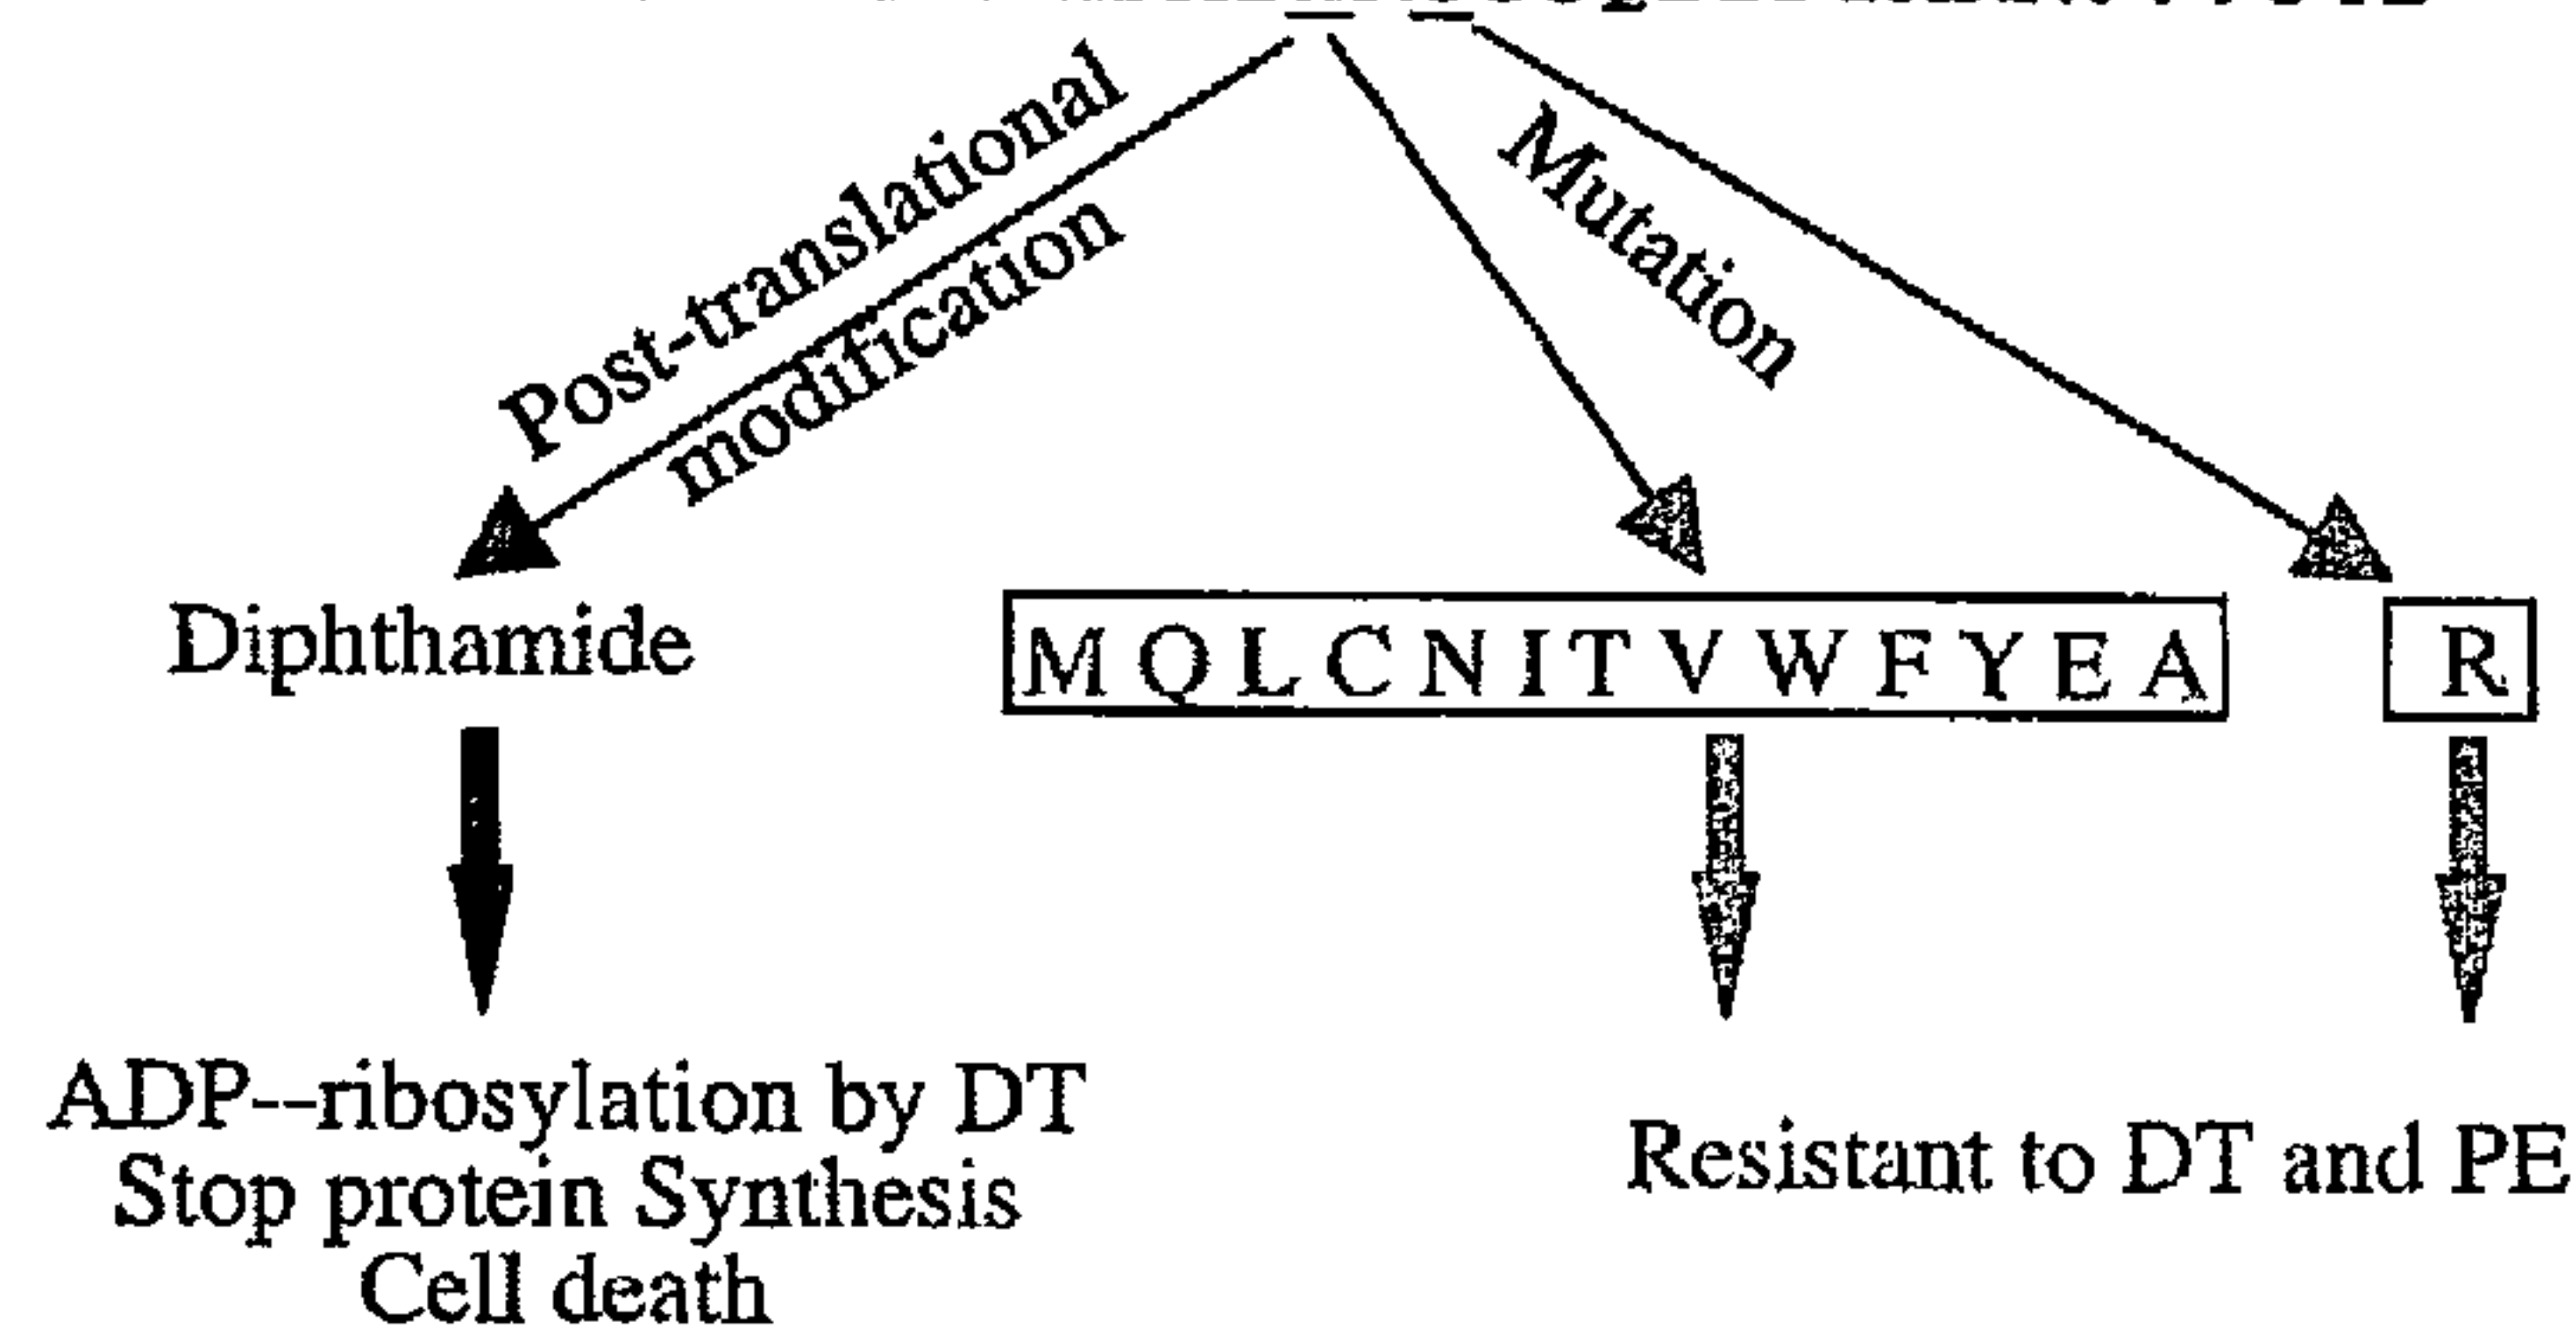 Post-translational
modification
Mutation
Diphthamide
M Q L C N I T V W F Y E A
R
ADP--ribosylation by DT
Stop protein Synthesis
Cell death
Resistant to DT and PE